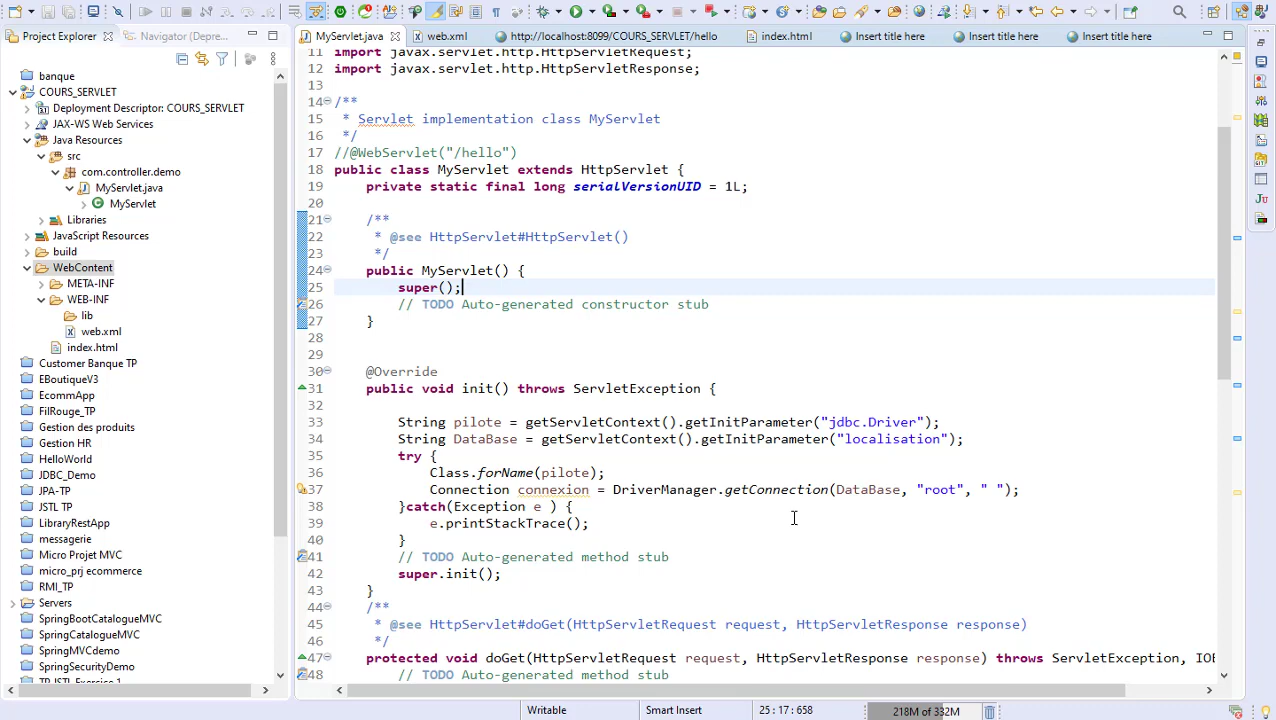 Project Explorer
Navigator (Depre...
MyServlet.java
web.xml
http://localhost:8099/COURS_SERVLET/hello
index.html
Insert title here
Insert title here
Insert title here
banque
COURS_SERVLET
Deployment Descriptor: COURS_SERVLET
JAX-WS Web Services
Java Resources
src
com.controller.demo
MyServlet.java
MyServlet
Libraries
JavaScript Resources
build
WebContent
META-INF
WEB-INF
lib
web.xml
index.html
Customer Banque TP
EBoutiqueV3
EcommApp
FilRouge_TP
Gestion des produits
Gestion HR
HelloWorld
JDBC_Demo
JPA-TP
JSTL TP
LibraryRestApp
messagerie
Micro Projet MVC
micro_prj ecommerce
RMI_TP
Servers
SpringBootCatalogueMVC
SpringCatalogueMVC
SpringMVCdemo
SpringSecurityDemo
TP JSTL Exercice 1
11 import javax.servlet.http.HttpServletRequest;
12 import javax.servlet.http.HttpServletResponse;
13
14 /**
15 * Servlet implementation class MyServlet
16 */
17 //@WebServlet("/hello")
18 public class MyServlet extends HttpServlet {
19 private static final long serialVersionUID = 1L;
20
21 /**
22 * @see HttpServlet#HttpServlet()
23 */
24 public MyServlet() {
25 super();
26 // TODO Auto-generated constructor stub
27 }
28
29
30 @Override
31 public void init() throws ServletException {
32
33 String pilote = getServletContext().getInitParameter("jdbc.Driver");
34 String DataBase = getServletContext().getInitParameter("localisation");
35 try {
36 Class.forName(pilote);
37 Connection connexion = DriverManager.getConnection(DataBase, "root", " ");
38 }catch(Exception e ) {
39 e.printStackTrace();
40 }
41 // TODO Auto-generated method stub
42 super.init();
43 }
44 /**
45 * @see HttpServlet#doGet(HttpServletRequest request, HttpServletResponse response)
46 */
47 protected void doGet(HttpServletRequest request, HttpServletResponse response) throws ServletException, IOE
48 // TODO Auto-generated method stub
Writable
Smart Insert
25 : 17 : 658
218M of 332M